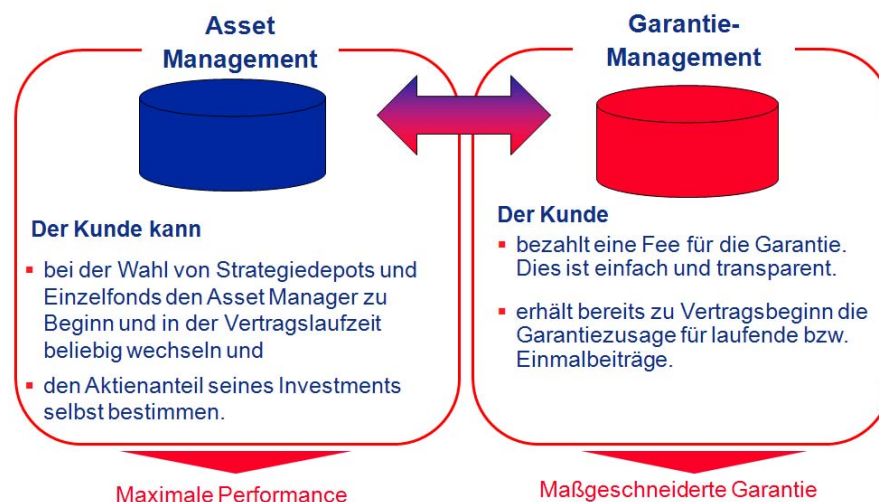 Asset
Management
Der Kunde kann
▪ bei der Wahl von Strategiedepots und
Einzelfonds den Asset Manager zu
Beginn und in der Vertragslaufzeit
beliebig wechseln und
▪ den Aktienanteil seines Investments
selbst bestimmen.
Maximale Performance
Garantie-
Management
Der Kunde
▪ bezahlt eine Fee für die Garantie.
Dies ist einfach und transparent.
▪ erhält bereits zu Vertragsbeginn die
Garantiezusage für laufende bzw.
Einmalbeiträge.
Maßgeschneiderte Garantie